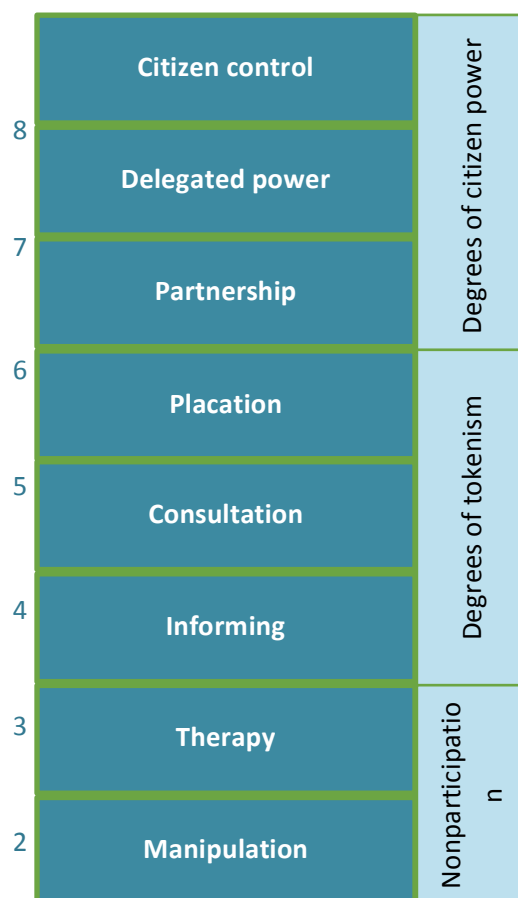 Citizen control
8
Delegated power
7
Partnership
Degrees of citizen power
6
Placation
5
Consultation
4
Informing
Degrees of tokenism
3
Therapy
2
Manipulation
Nonparticipatio
n